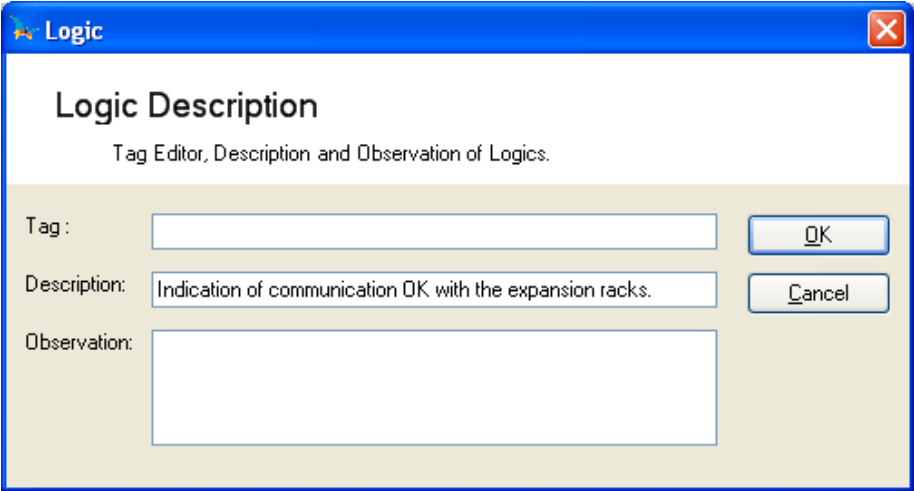 Logic
Logic Description
Tag Editor, Description and Observation of Logics.
Tag :
OK
Description: Indication of communication OK with the expansion racks.
Cancel
Observation: